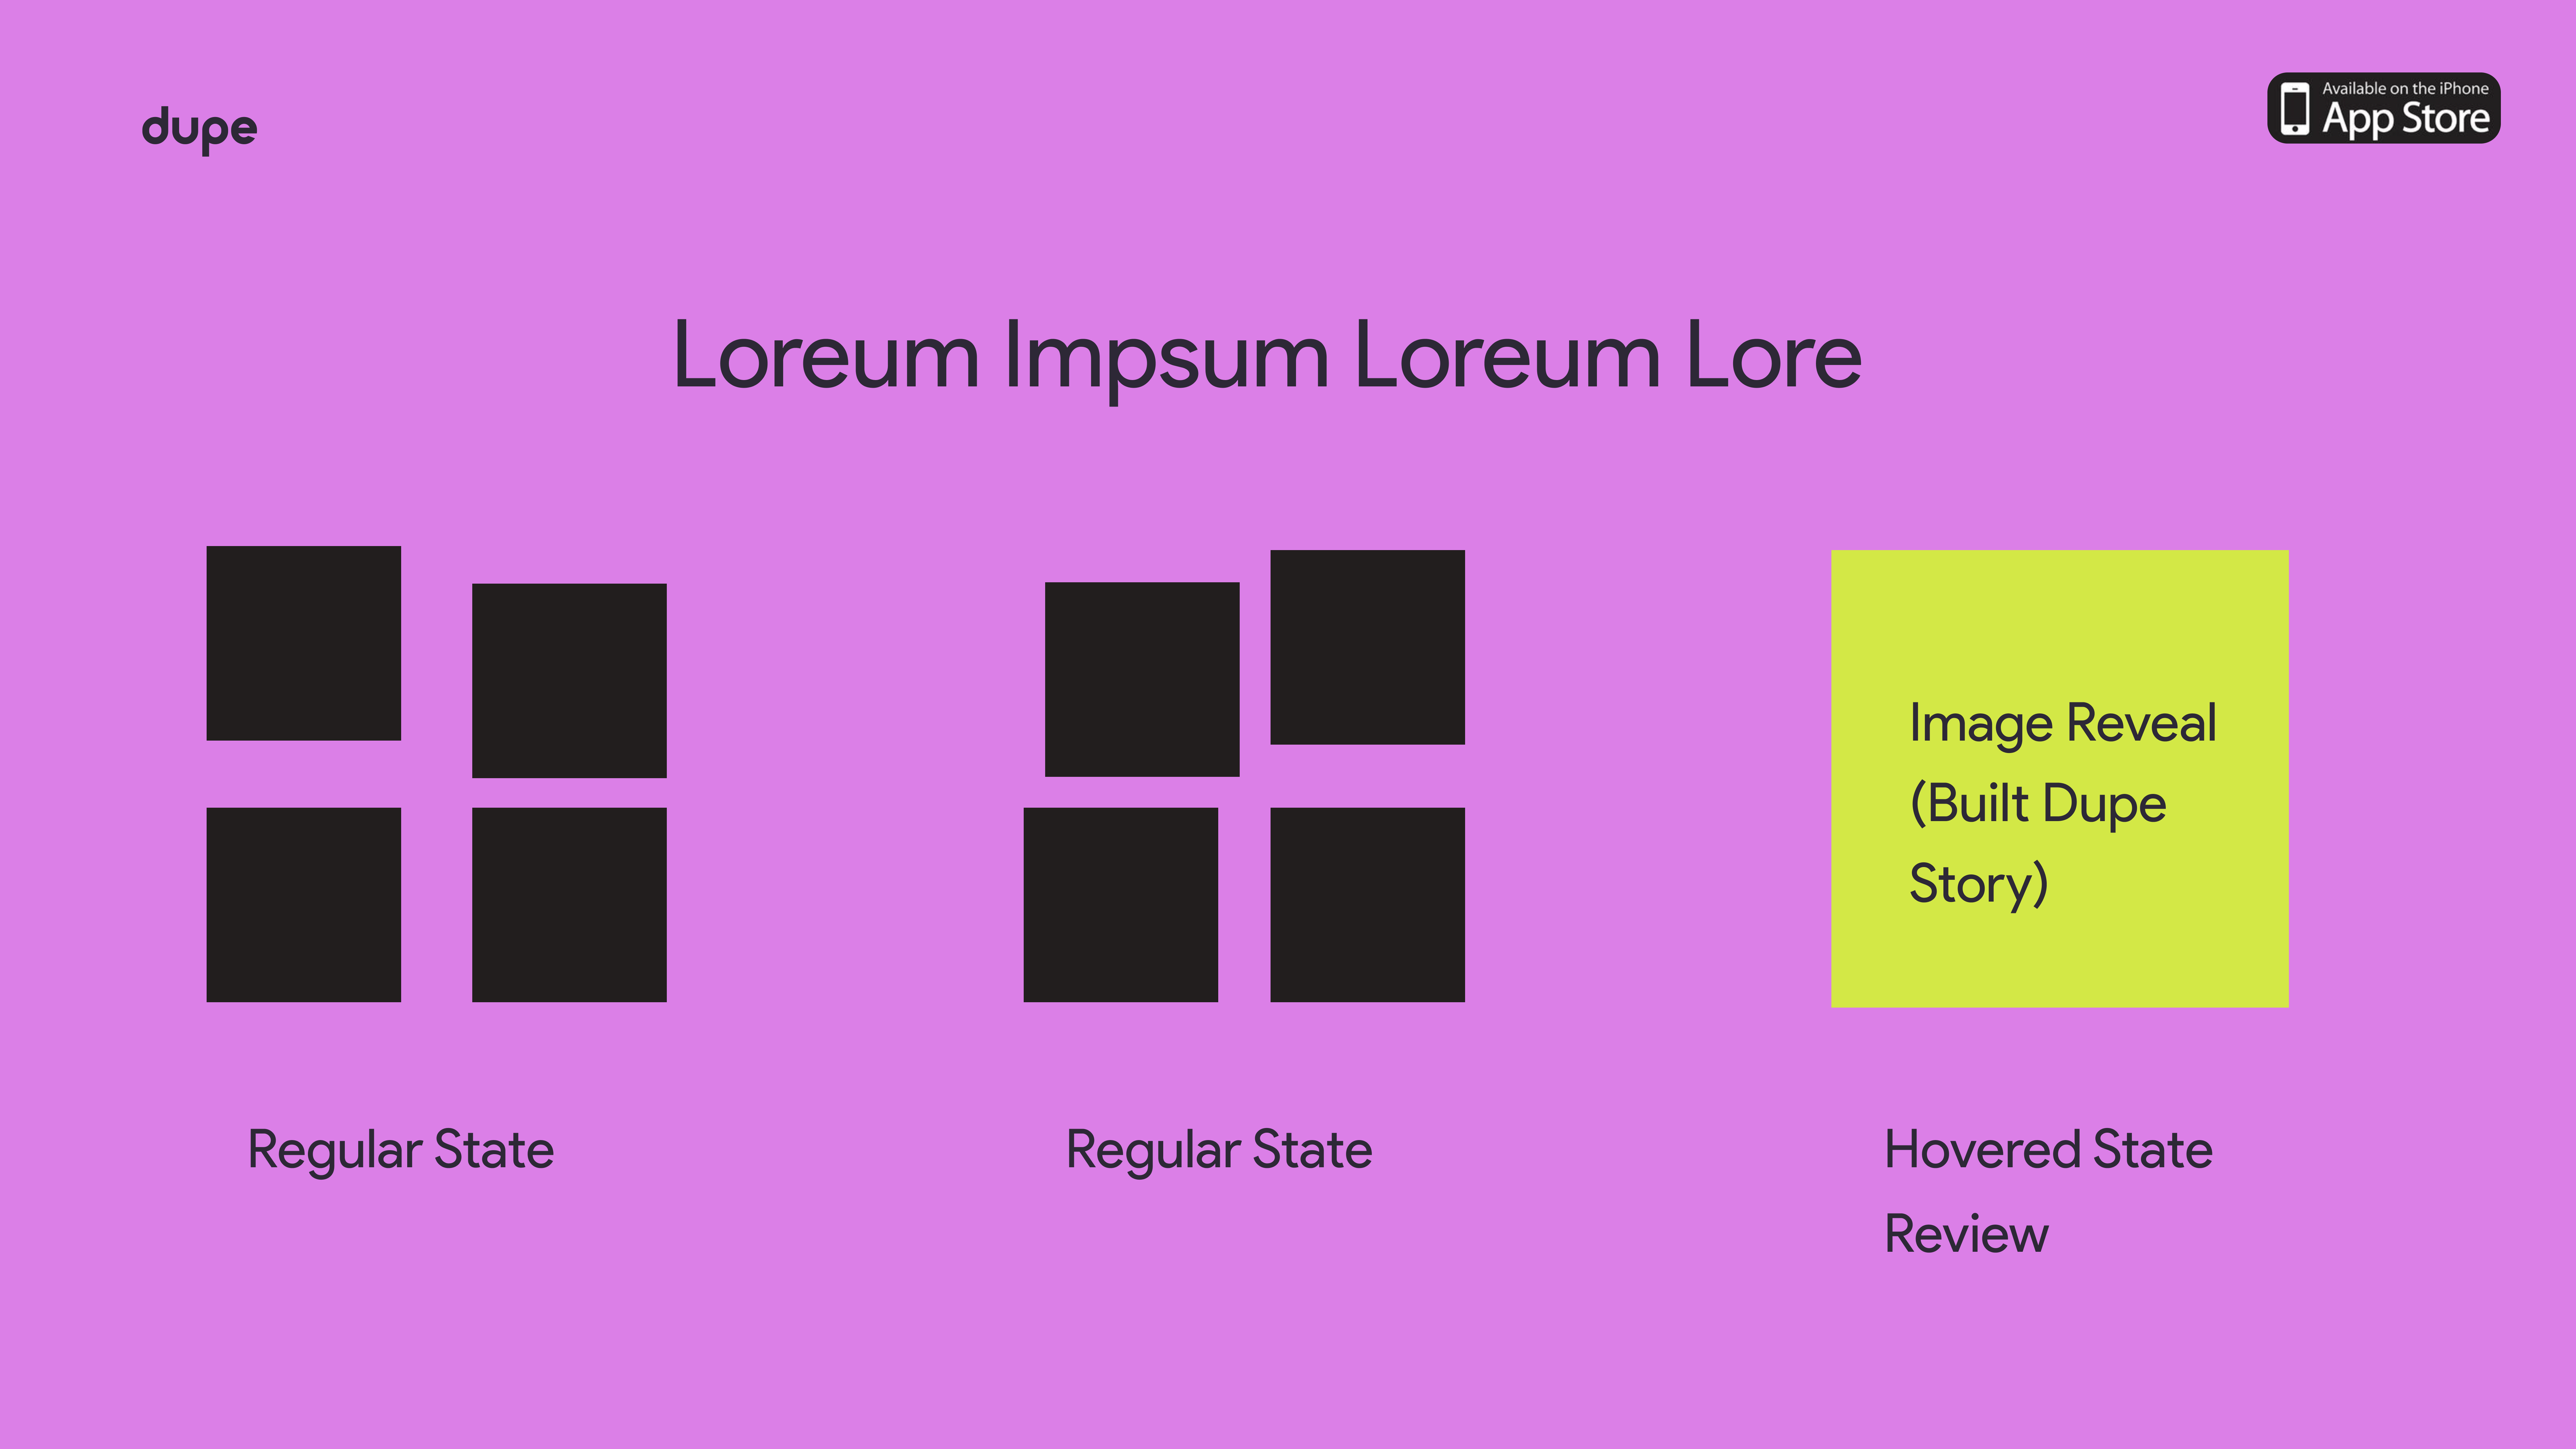 dupe
Available on the iPhone
App Store
Loreum Impsum Loreum Lore
Image Reveal
(Built Dupe
Story)
Regular State
Regular State
Hovered State
Review